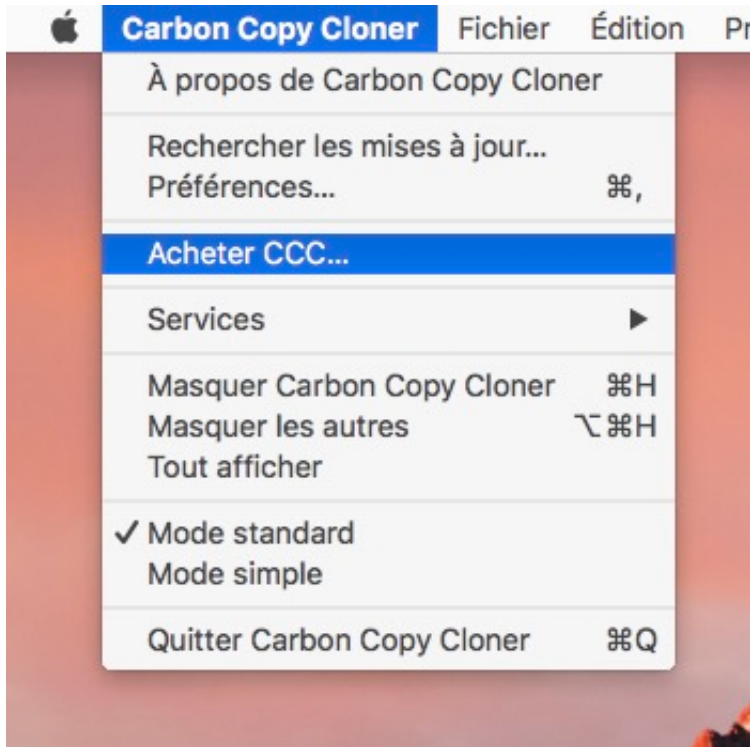 Carbon Copy Cloner Fichier Édition Pr
À propos de Carbon Copy Cloner
Rechercher les mises à jour...
Préférences... ⌘,
Acheter CCC...
Services ▶
Masquer Carbon Copy Cloner ⌘H
Masquer les autres ⌥⌘H
Tout afficher
✓ Mode standard
Mode simple
Quitter Carbon Copy Cloner ⌘Q